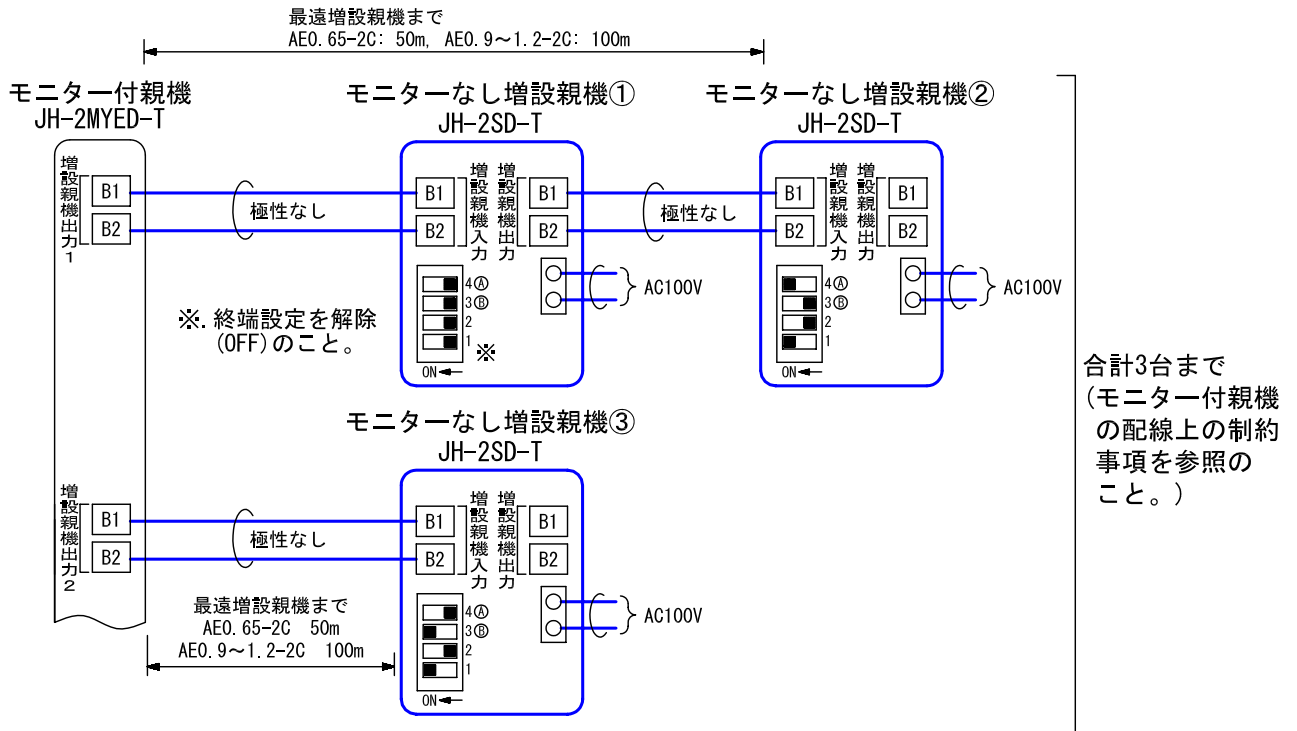 最遠増設親機まで
AE0.65-2C: 50m, AE0.9～1.2-2C: 100m
モニター付親機
JH-2MYED-T
モニターなし増設親機①
JH-2SD-T
モニターなし増設親機②
JH-2SD-T
増設親機出力1
B1
B2
極性なし
B1
B2
増設親機入力
増設親機出力
B1
B2
極性なし
B1
B2
増設親機入力
増設親機出力
B1
B2
4Ⓐ
3Ⓑ
2
1
※
ON
AC100V
4Ⓐ
3Ⓑ
2
1
ON
AC100V
※. 終端設定を解除
(OFF)のこと。
合計3台まで
(モニター付親機
の配線上の制約
事項を参照の
こと。)
モニターなし増設親機③
JH-2SD-T
増設親機出力2
B1
B2
極性なし
B1
B2
増設親機入力
増設親機出力
B1
B2
4Ⓐ
3Ⓑ
2
1
ON
AC100V
最遠増設親機まで
AE0.65-2C 50m
AE0.9～1.2-2C 100m